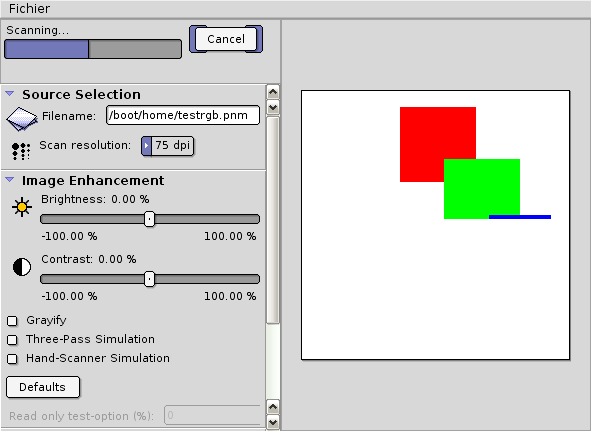 Fichier
Scanning...
Cancel
Source Selection
Filename: /boot/home/testrgb.pnm
Scan resolution: 75 dpi
Image Enhancement
Brightness: 0.00 %
-100.00 % 100.00 %
Contrast: 0.00 %
-100.00 % 100.00 %
Grayify
Three-Pass Simulation
Hand-Scanner Simulation
Defaults
Read only test-option (%): 0